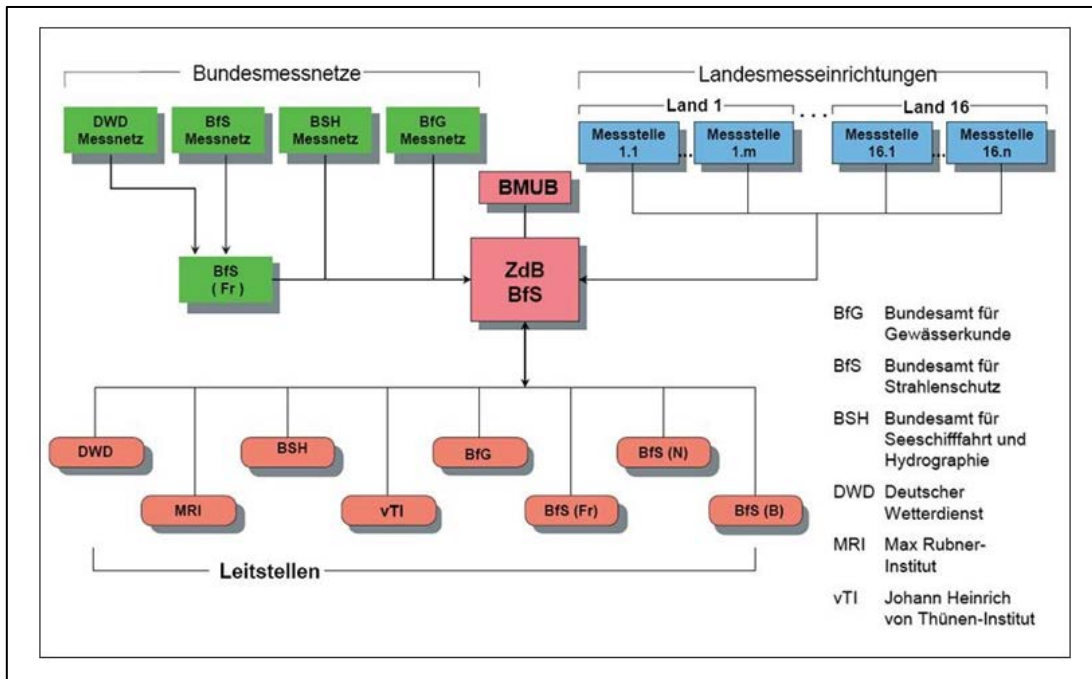 Bundesmessnetze
Landesmesseinrichtungen
Land 1
. . .
Land 16
DWD
Messnetz
BfS
Messnetz
BSH
Messnetz
BfG
Messnetz
Messstelle
1.1
...
Messstelle
1.m
Messstelle
16.1
...
Messstelle
16.n
BMUB
BfS
( Fr )
ZdB
BfS
BfG Bundesamt für
Gewässerkunde
BfS Bundesamt für
Strahlenschutz
BSH Bundesamt für
Seeschifffahrt und
Hydrographie
DWD Deutscher
Wetterdienst
MRI Max Rubner-
Institut
vTI Johann Heinrich
von Thünen-Institut
DWD
BSH
BfG
BfS (N)
MRI
vTI
BfS (Fr)
BfS (B)
Leitstellen